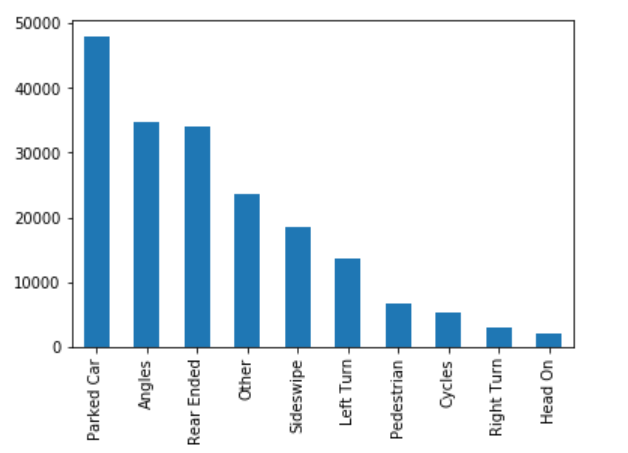 50000
40000
30000
20000
10000
0
Parked Car
Angles
Rear Ended
Other
Sideswipe
Left Turn
Pedestrian
Cycles
Right Turn
Head On